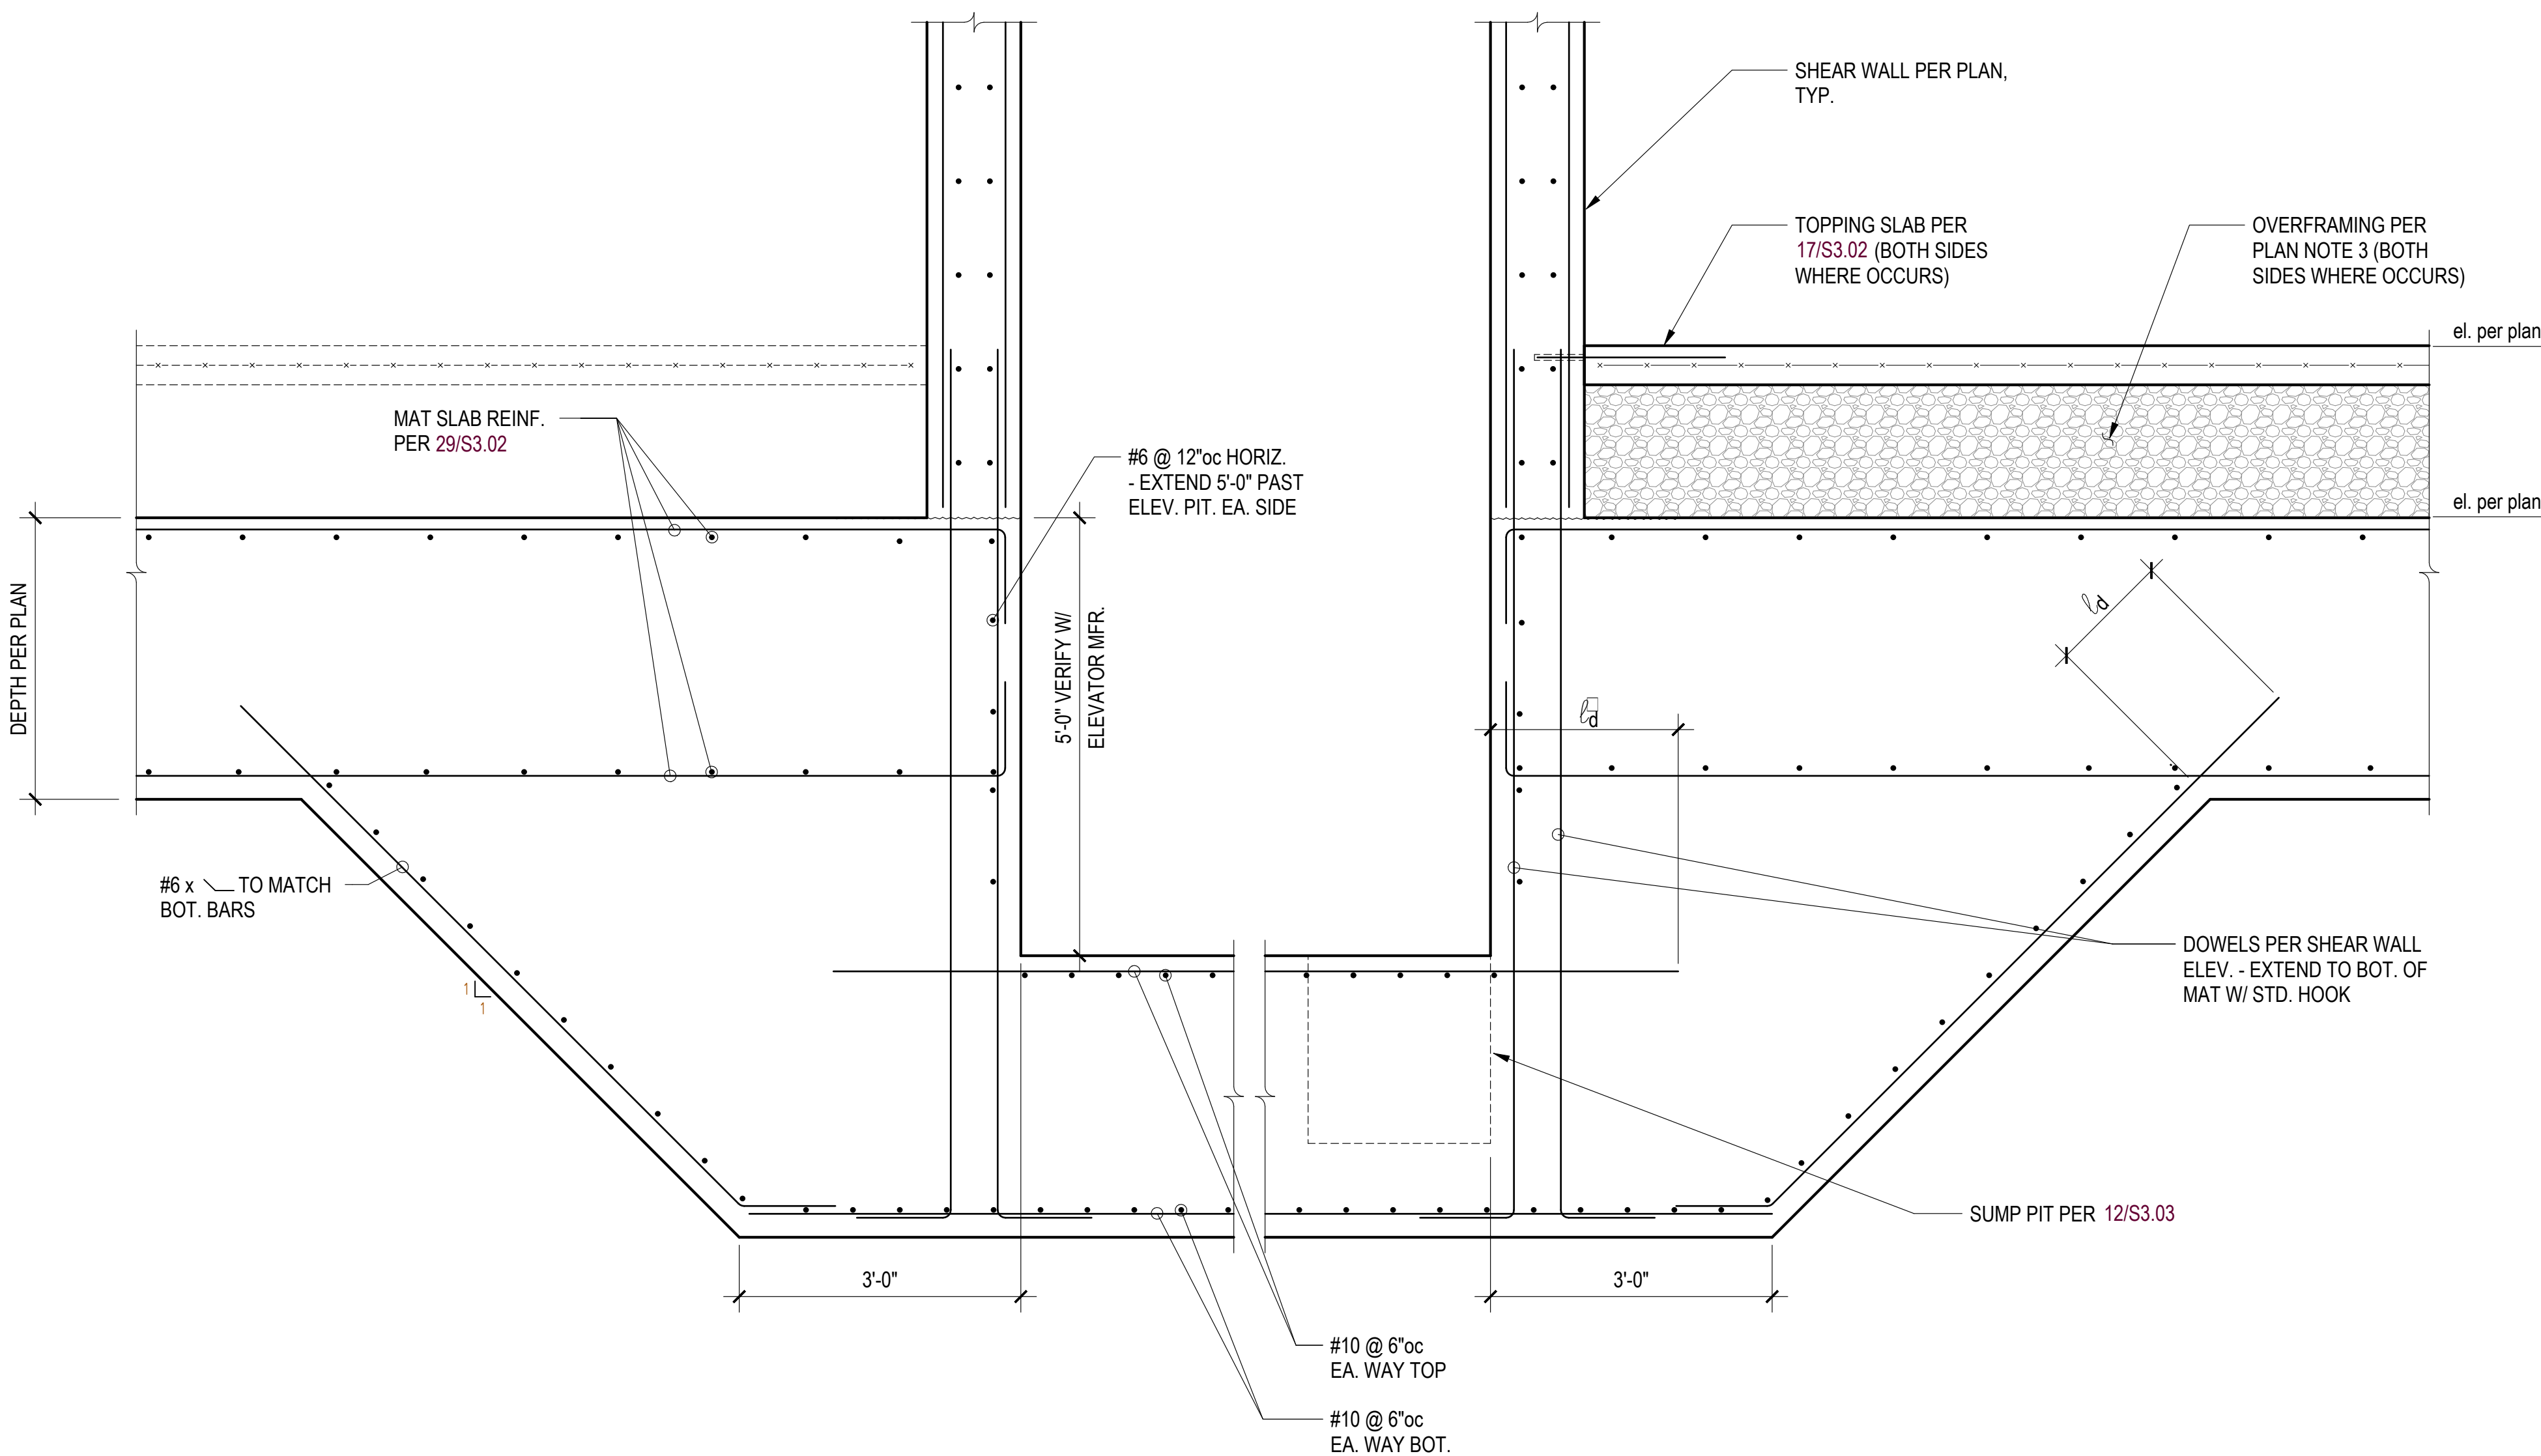 SHEAR WALL PER PLAN,
TYP.
TOPPING SLAB PER
17/S3.02 (BOTH SIDES
WHERE OCCURS)
OVERFRAMING PER
PLAN NOTE 3 (BOTH
SIDES WHERE OCCURS)
el. per plan
MAT SLAB REINF.
PER 29/S3.02
#6 @ 12"oc HORIZ.
- EXTEND 5'-0" PAST
ELEV. PIT. EA. SIDE
el. per plan
DEPTH PER PLAN
5'-0" VERIFY W/
ELEVATOR MFR.
ℓd
ℓd
#6 x TO MATCH
BOT. BARS
1
1
DOWELS PER SHEAR WALL
ELEV. - EXTEND TO BOT. OF
MAT W/ STD. HOOK
SUMP PIT PER 12/S3.03
3'-0"
3'-0"
#10 @ 6"oc
EA. WAY TOP
#10 @ 6"oc
EA. WAY BOT.